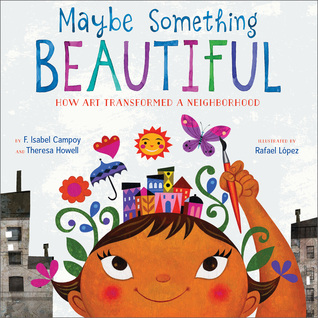 Maybe Something
BEAUTIFUL
HOW ART TRANSFORMED A NEIGHBORHOOD
BY F. Isabel Campoy
AND Theresa Howell
ILLUSTRATED BY
Rafael López